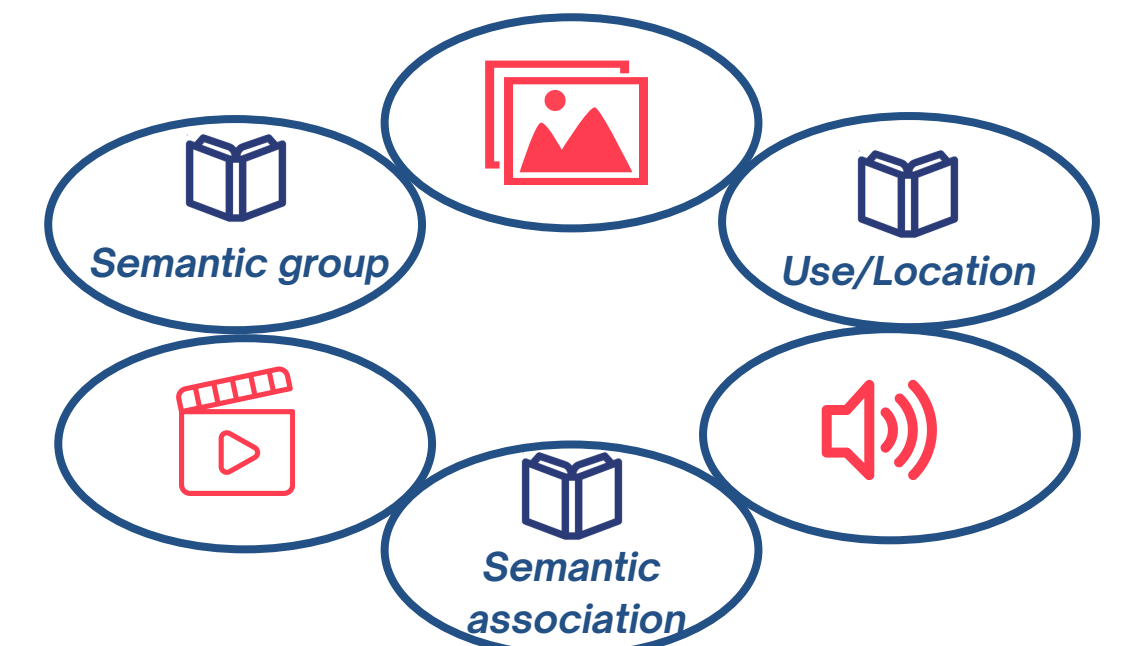 Semantic group
Use/Location
Semantic
association